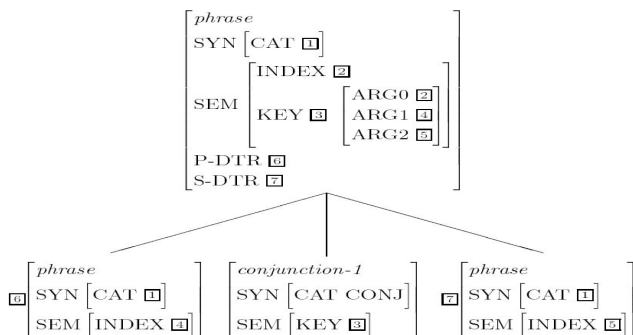 phrase
SYN [CAT 1]
INDEX 2
SEM
KEY 3
ARG0 2
ARG1 4
ARG2 5
P-DTR 6
S-DTR 7
6 phrase
SYN [CAT 1]
SEM [INDEX 4]
conjunction-1
SYN [CAT CONJ]
SEM [KEY 3]
7 phrase
SYN [CAT 1]
SEM [INDEX 5]